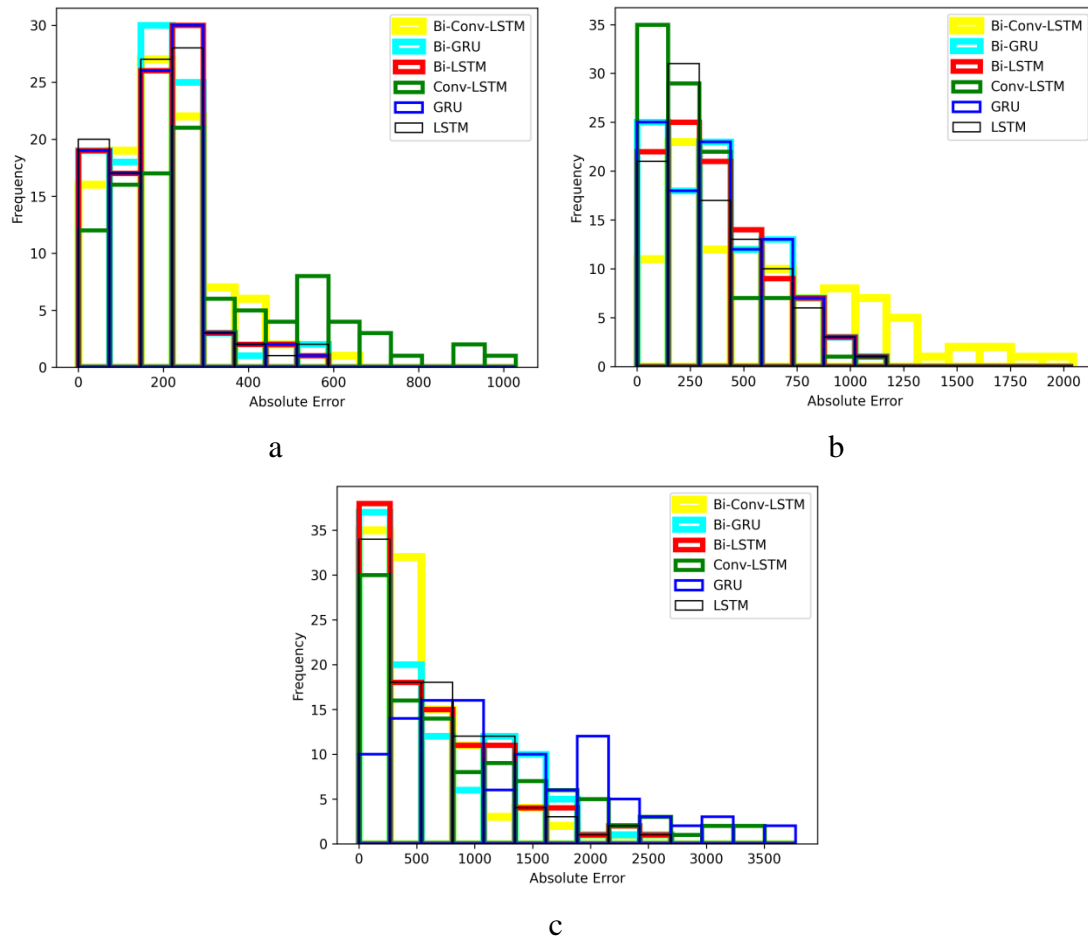 30
25
20
15
10
5
0
Frequency
0
200
400
600
800
1000
Absolute Error
Bi-Conv-LSTM
Bi-GRU
Bi-LSTM
Conv-LSTM
GRU
LSTM
a
35
30
25
20
15
10
5
0
Frequency
0
250
500
750
1000
1250
1500
1750
2000
Absolute Error
Bi-Conv-LSTM
Bi-GRU
Bi-LSTM
Conv-LSTM
GRU
LSTM
b
35
30
25
20
15
10
5
0
Frequency
0
500
1000
1500
2000
2500
3000
3500
Absolute Error
Bi-Conv-LSTM
Bi-GRU
Bi-LSTM
Conv-LSTM
GRU
LSTM
c